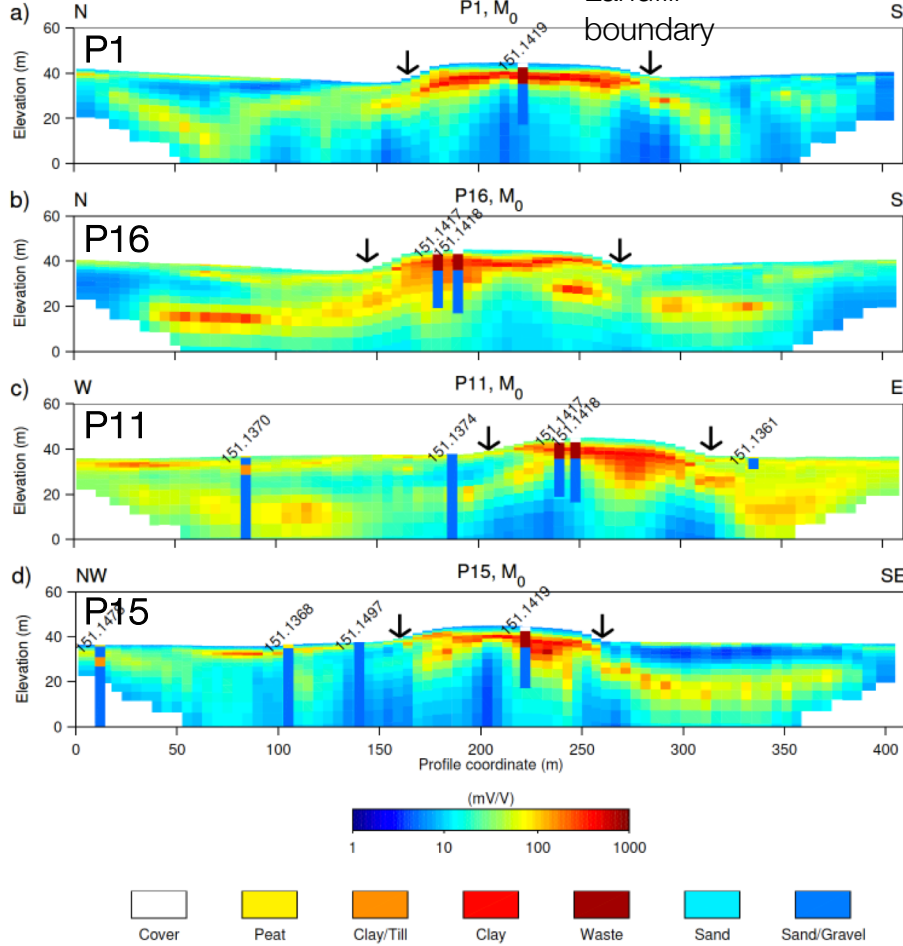 a) N P1, M0 S
boundary
P1
151.1419
Elevation (m)
60
40
20
0
b) N P16, M0 S
P16
151.1417
151.1418
Elevation (m)
60
40
20
0
c) W P11, M0 E
P11
151.1370
151.1374
151.1417
151.1418
151.1361
Elevation (m)
60
40
20
0
d) NW P15, M0 SE
P15
151.1368
151.1497
151.1419
Elevation (m)
60
40
20
0
0 50 100 150 200 250 300 350 400
Profile coordinate (m)
(mV/V)
1 10 100 1000
Cover Peat Clay/Till Clay Waste Sand Sand/Gravel